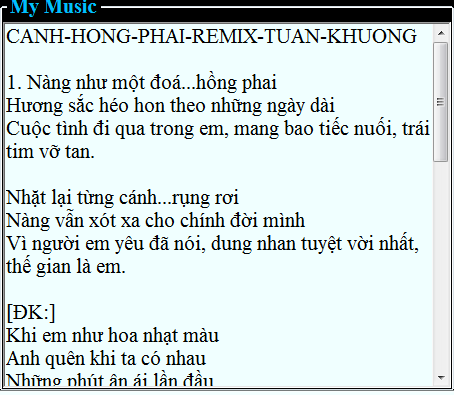 My Music
CANH-HONG-PHAI-REMIX-TUAN-KHUONG
1. Nàng như một đoá...hồng phai
Hương sắc héo hon theo những ngày dài
Cuộc tình đi qua trong em, mang bao tiếc nuối, trái
tim vỡ tan.
Nhặt lại từng cánh...rụng rơi
Nàng vẫn xót xa cho chính đời mình
Vì người em yêu đã nói, dung nhan tuyệt vời nhất,
thế gian là em.
[ĐK:]
Khi em như hoa nhạt màu
Anh quên khi ta có nhau
Những phút ân ái lần đầu